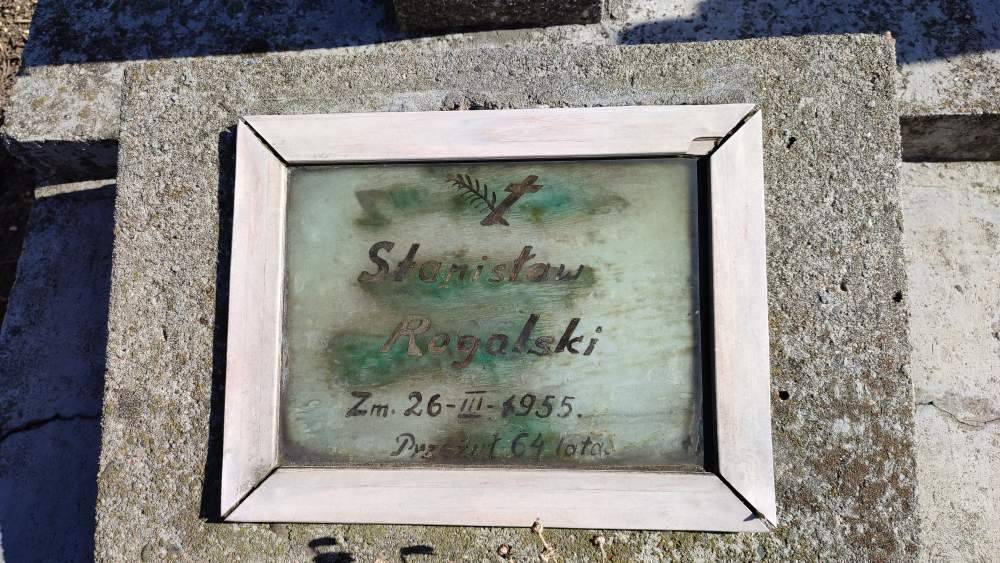 Stanisław
Rogalski
Zm. 26-III-1955.
Przeżył 64 lata